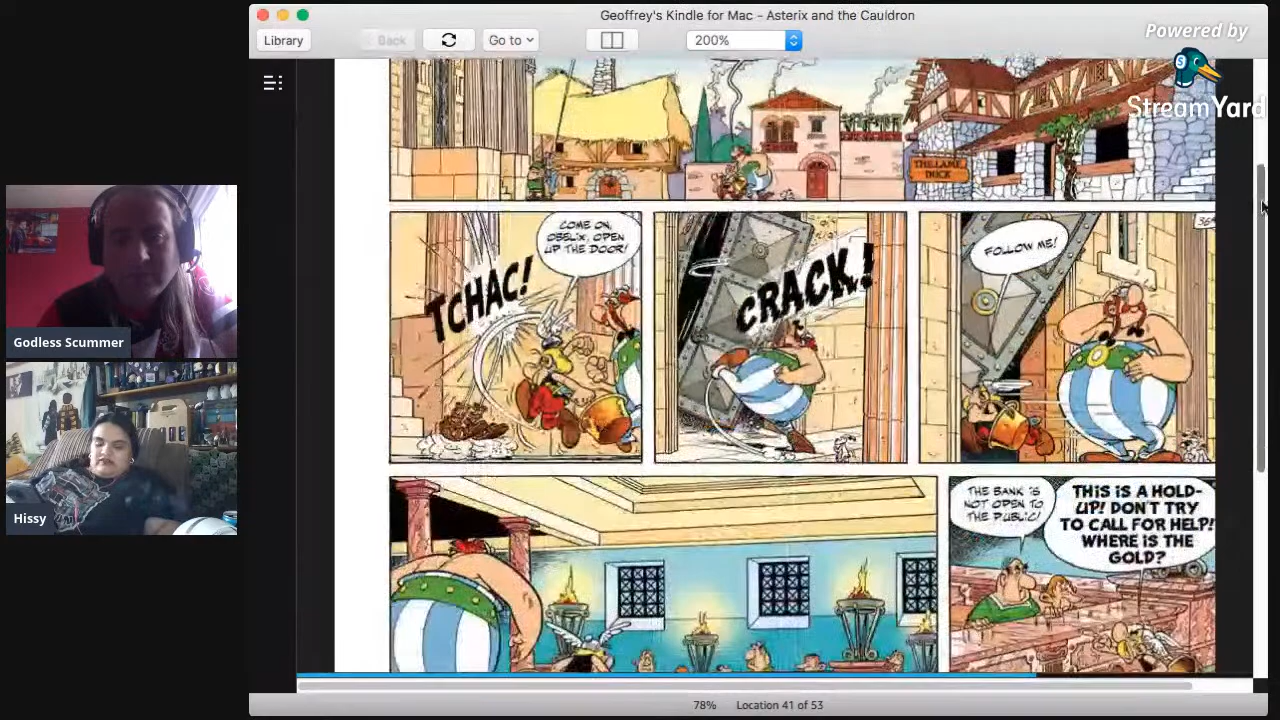 Geoffrey's Kindle for Mac - Asterix and the Cauldron
Library
Back
Go to
200%
Powered by
StreamYard
THE LAME
DUCK
COME ON,
OBELIX, OPEN
UP THE DOOR!
TCHAC!
CRACK!
FOLLOW ME!
THE BANK IS
NOT OPEN TO
THE PUBLIC!
THIS IS A HOLD-
UP! DON'T TRY
TO CALL FOR HELP!
WHERE IS THE
GOLD?
Godless Scummer
Hissy
78%
Location 41 of 53